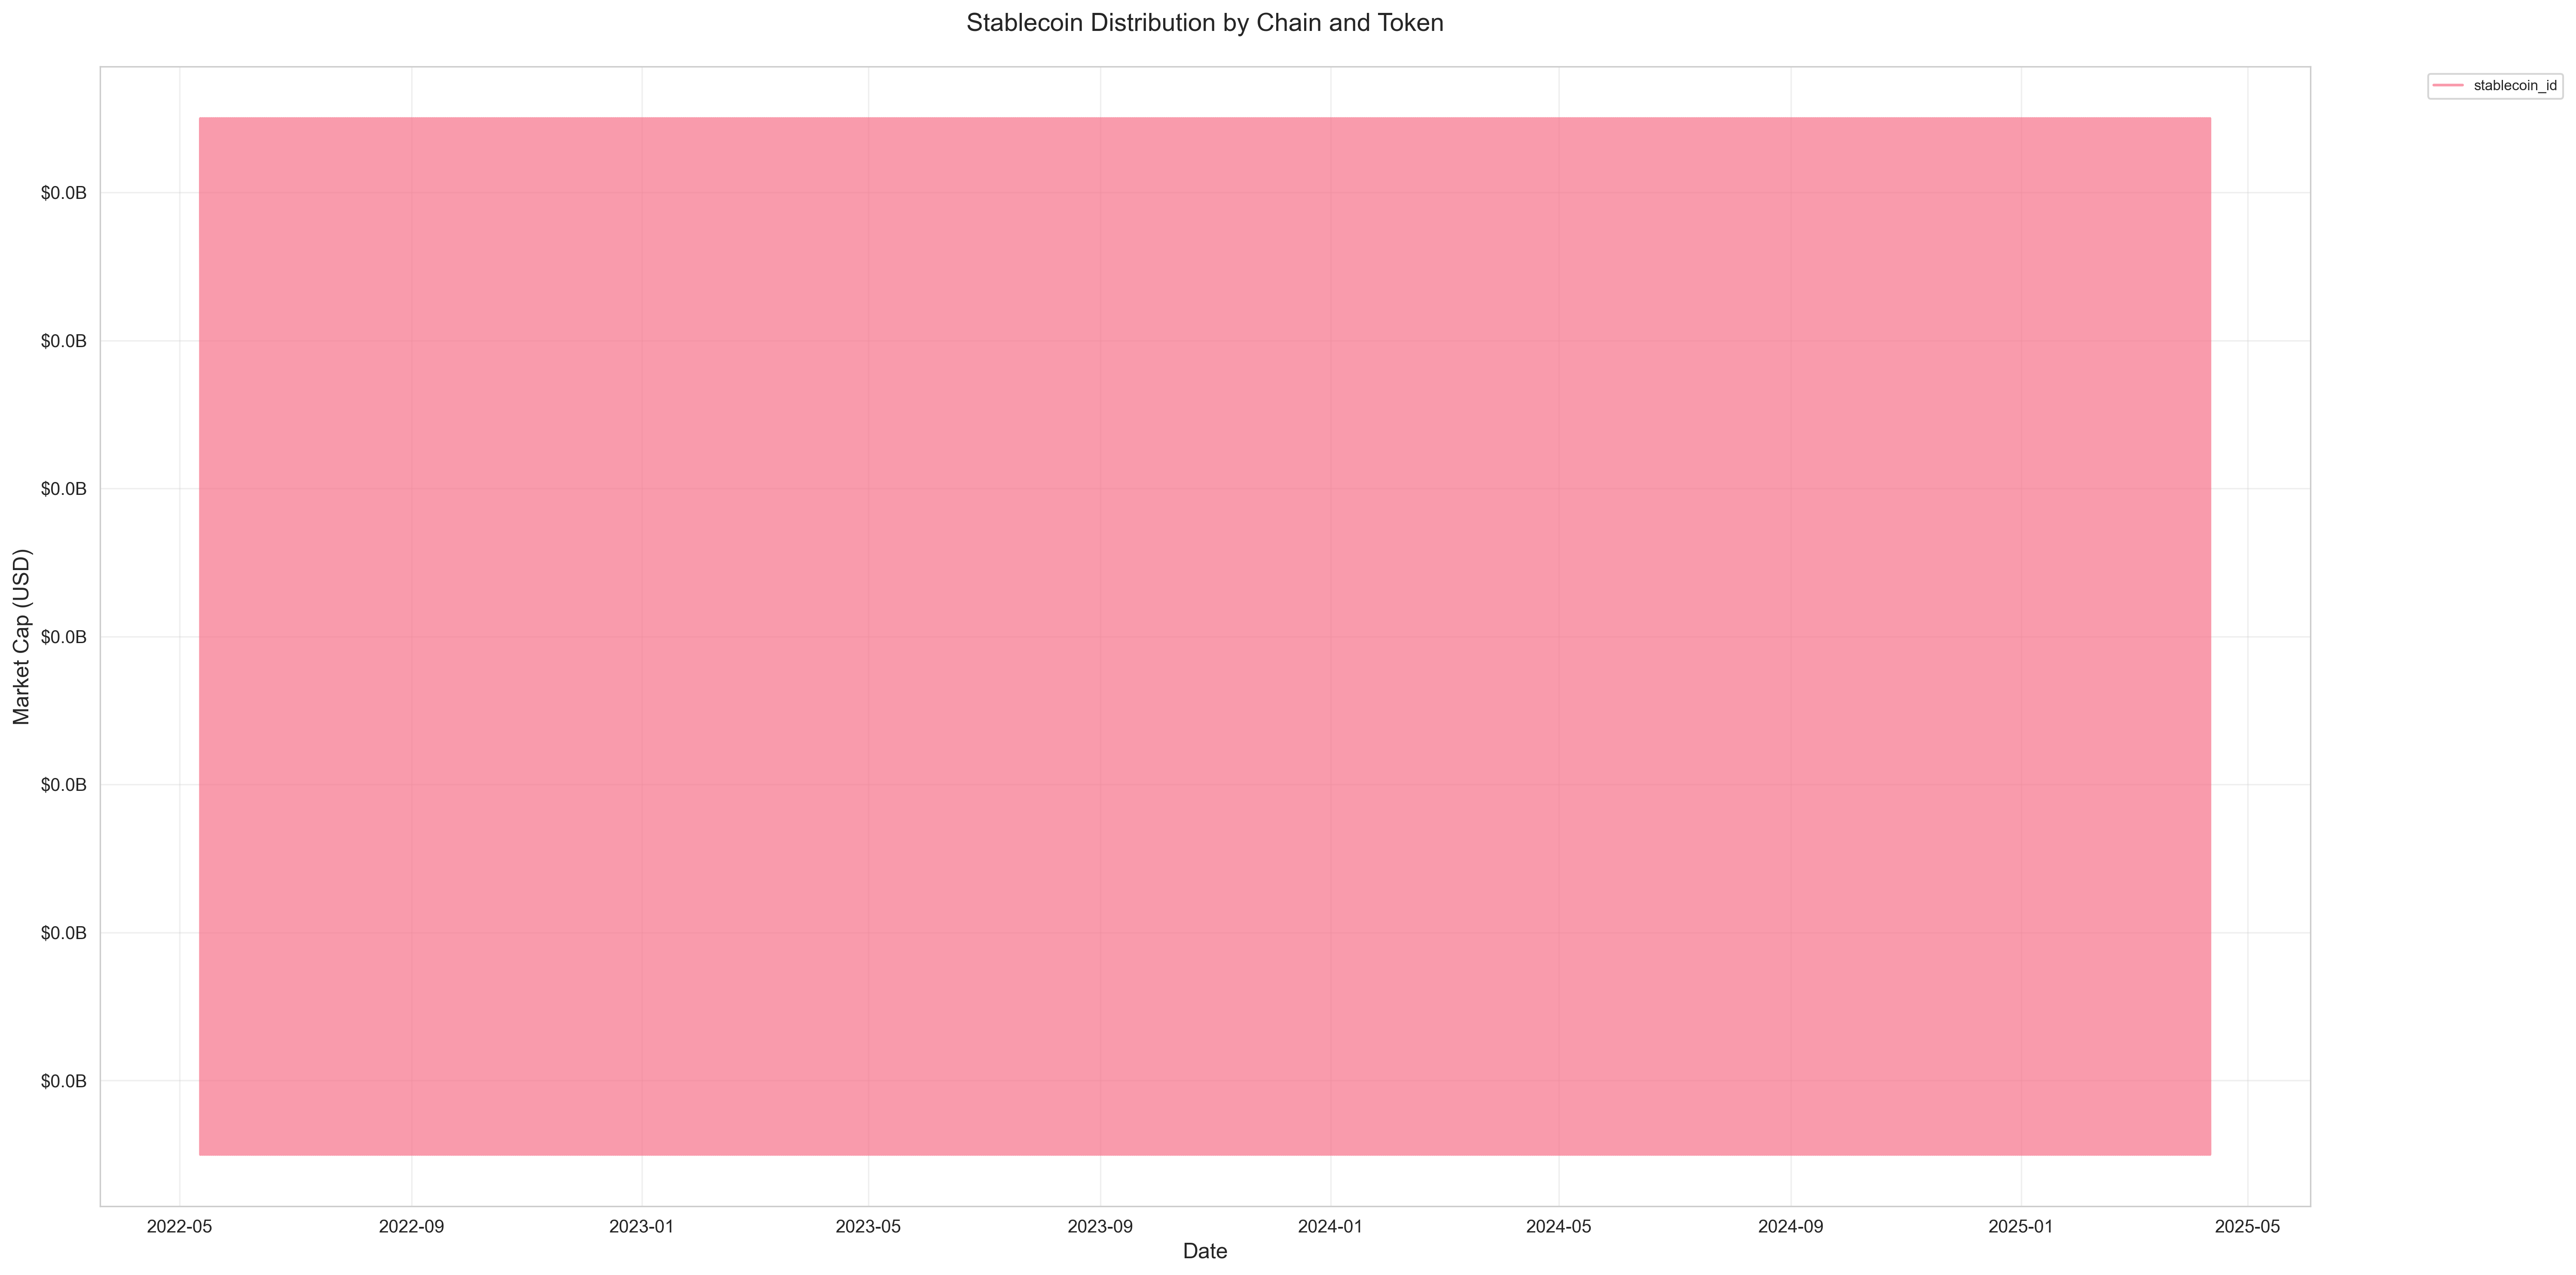 Stablecoin Distribution by Chain and Token
stablecoin_id
Market Cap (USD)
$0.0B
$0.0B
$0.0B
$0.0B
$0.0B
$0.0B
$0.0B
2022-05
2022-09
2023-01
2023-05
2023-09
2024-01
2024-05
2024-09
2025-01
2025-05
Date